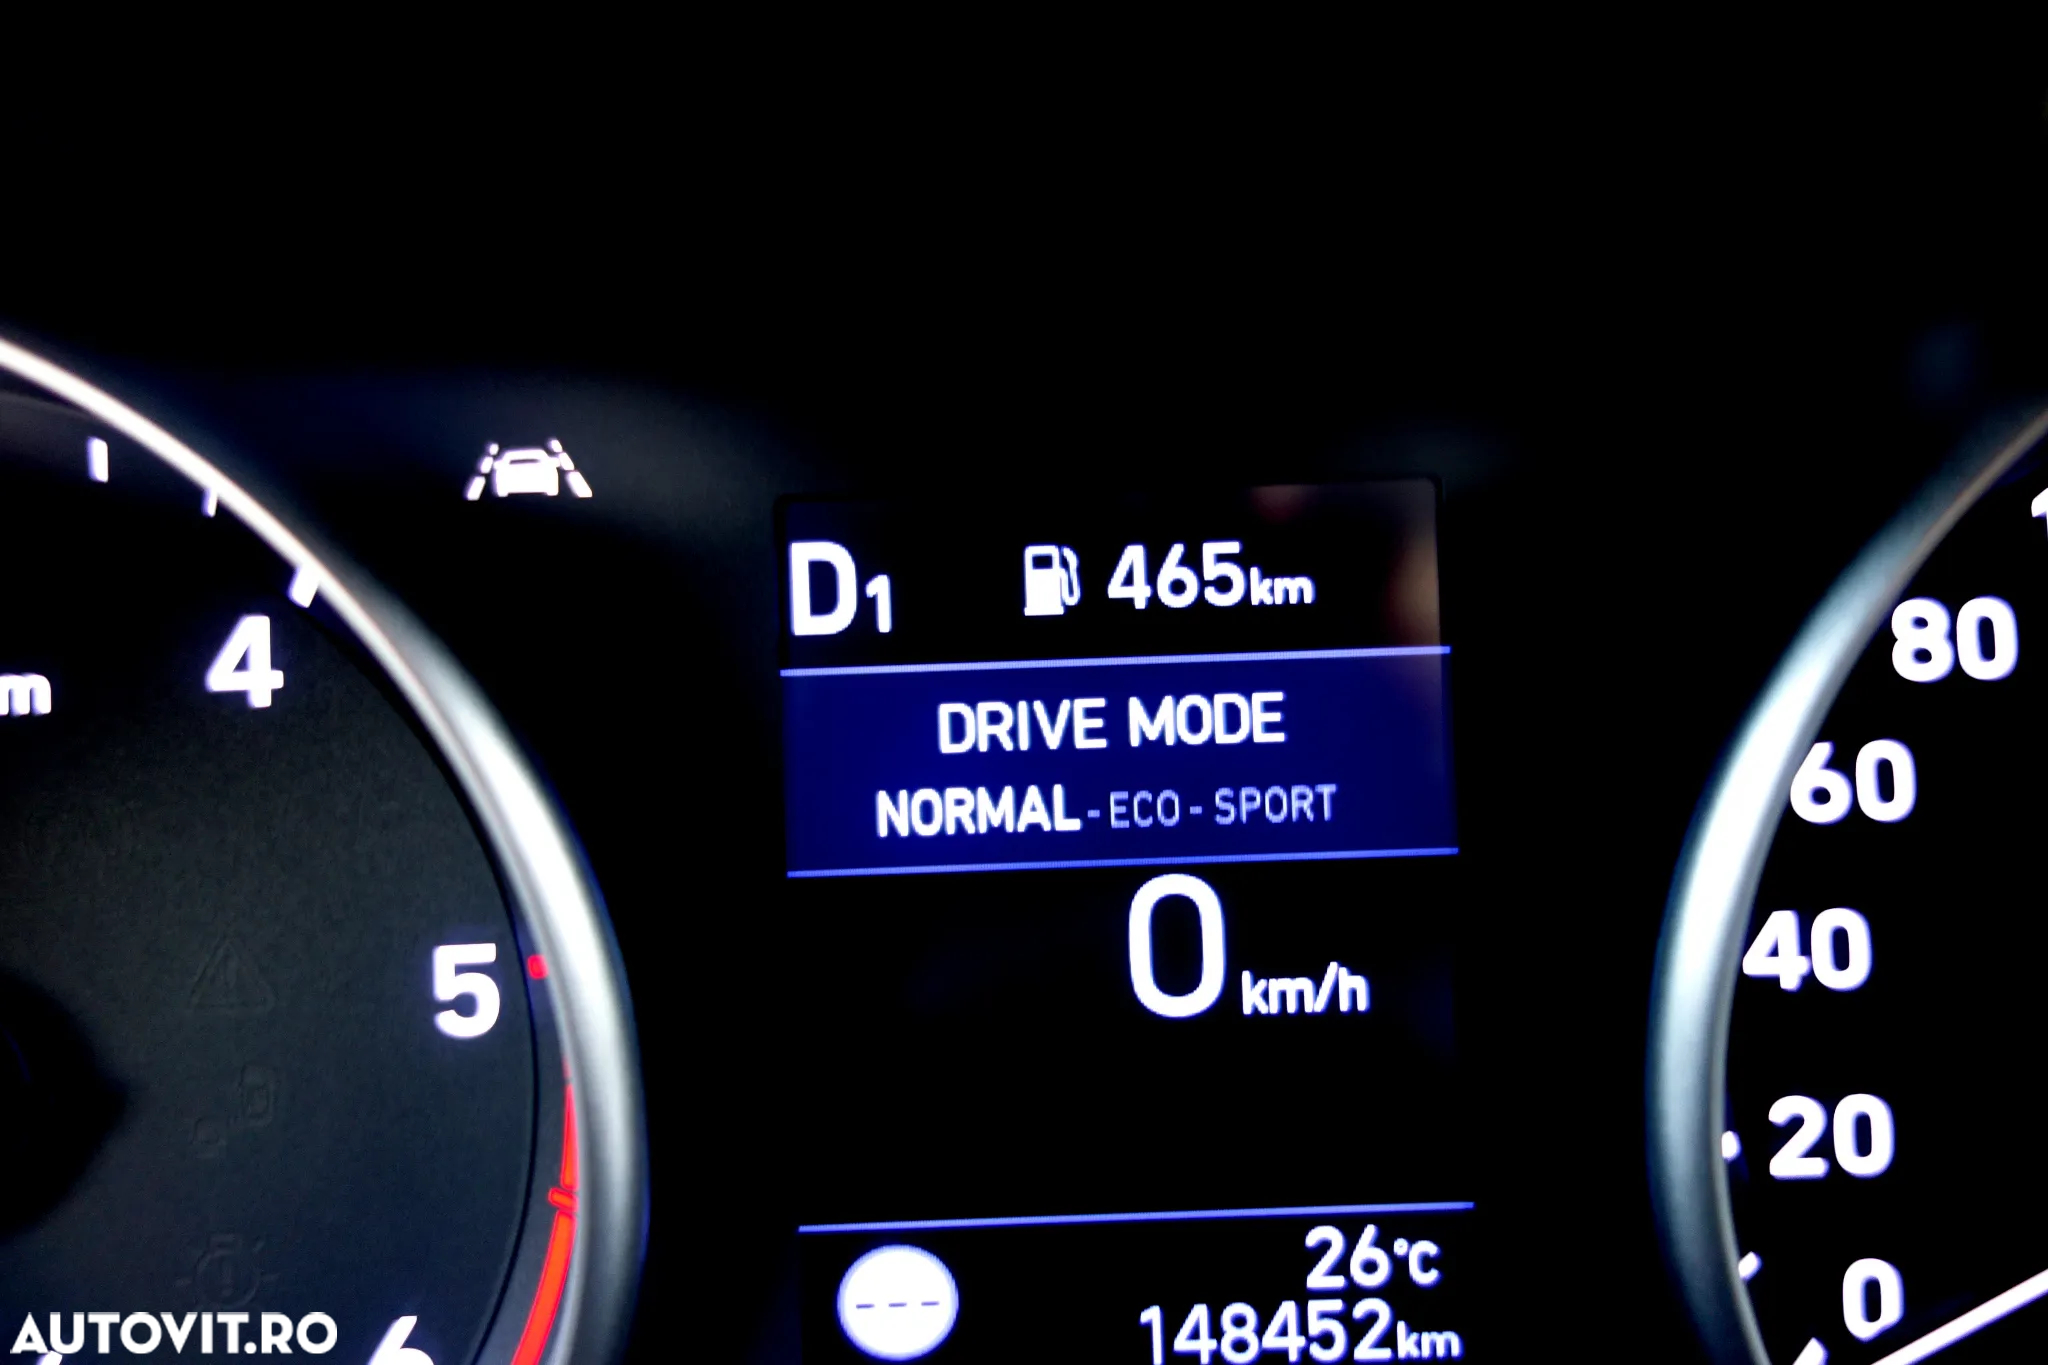 D1 465km
DRIVE MODE
NORMAL - ECO - SPORT
0 km/h
26°C
148452km
4
5
6
80
60
40
20
0
AUTOVIT.RO